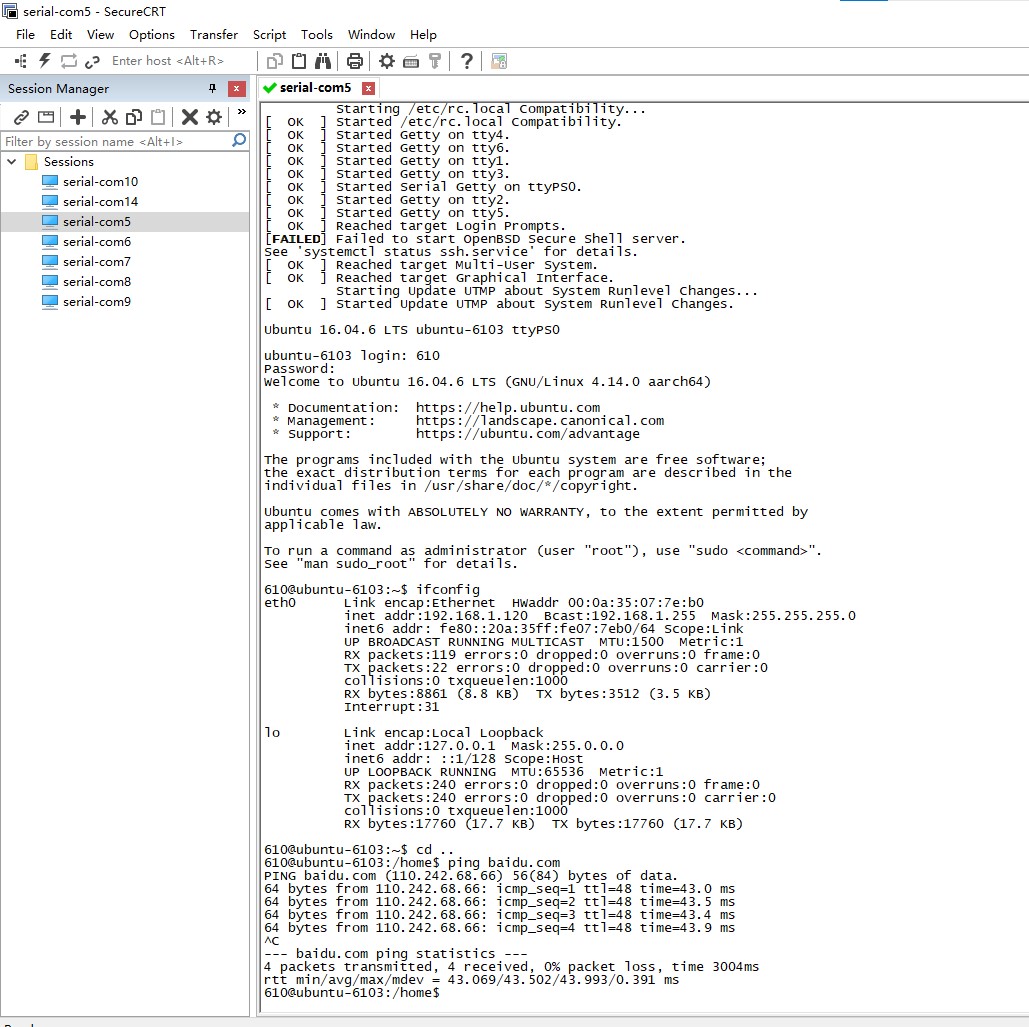 serial-com5 - SecureCRT
File Edit View Options Transfer Script Tools Window Help
Enter host <Alt+R>
Session Manager
serial-com5
Filter by session name <Alt+I>
Sessions
serial-com10
serial-com14
serial-com5
serial-com6
serial-com7
serial-com8
serial-com9
Starting /etc/rc.local Compatibility...
[  OK  ] Started /etc/rc.local Compatibility.
[  OK  ] Started Getty on tty4.
[  OK  ] Started Getty on tty6.
[  OK  ] Started Getty on tty1.
[  OK  ] Started Getty on tty3.
[  OK  ] Started Serial Getty on ttyPS0.
[  OK  ] Started Getty on tty2.
[  OK  ] Started Getty on tty5.
[  OK  ] Reached target Login Prompts.
[FAILED] Failed to start OpenBSD Secure Shell server.
See 'systemctl status ssh.service' for details.
[  OK  ] Reached target Multi-User System.
[  OK  ] Reached target Graphical Interface.
Starting Update UTMP about System Runlevel Changes...
[  OK  ] Started Update UTMP about System Runlevel Changes.
Ubuntu 16.04.6 LTS ubuntu-6103 ttyPS0
ubuntu-6103 login: 610
Password:
Welcome to Ubuntu 16.04.6 LTS (GNU/Linux 4.14.0 aarch64)
* Documentation:  https://help.ubuntu.com
* Management:     https://landscape.canonical.com
* Support:        https://ubuntu.com/advantage
The programs included with the Ubuntu system are free software;
the exact distribution terms for each program are described in the
individual files in /usr/share/doc/*/copyright.
Ubuntu comes with ABSOLUTELY NO WARRANTY, to the extent permitted by
applicable law.
To run a command as administrator (user "root"), use "sudo <command>".
See "man sudo_root" for details.
610@ubuntu-6103:~$ ifconfig
eth0      Link encap:Ethernet  HWaddr 00:0a:35:07:7e:b0
inet addr:192.168.1.120  Bcast:192.168.1.255  Mask:255.255.255.0
inet6 addr: fe80::20a:35ff:fe07:7eb0/64 Scope:Link
UP BROADCAST RUNNING MULTICAST  MTU:1500  Metric:1
RX packets:119 errors:0 dropped:0 overruns:0 frame:0
TX packets:22 errors:0 dropped:0 overruns:0 carrier:0
collisions:0 txqueuelen:1000
RX bytes:8861 (8.8 KB)  TX bytes:3512 (3.5 KB)
Interrupt:31
lo        Link encap:Local Loopback
inet addr:127.0.0.1  Mask:255.0.0.0
inet6 addr: ::1/128 Scope:Host
UP LOOPBACK RUNNING  MTU:65536  Metric:1
RX packets:240 errors:0 dropped:0 overruns:0 frame:0
TX packets:240 errors:0 dropped:0 overruns:0 carrier:0
collisions:0 txqueuelen:1000
RX bytes:17760 (17.7 KB)  TX bytes:17760 (17.7 KB)
610@ubuntu-6103:~$ cd ..
610@ubuntu-6103:/home$ ping baidu.com
PING baidu.com (110.242.68.66) 56(84) bytes of data.
64 bytes from 110.242.68.66: icmp_seq=1 ttl=48 time=43.0 ms
64 bytes from 110.242.68.66: icmp_seq=2 ttl=48 time=43.5 ms
64 bytes from 110.242.68.66: icmp_seq=3 ttl=48 time=43.4 ms
64 bytes from 110.242.68.66: icmp_seq=4 ttl=48 time=43.9 ms
^C
--- baidu.com ping statistics ---
4 packets transmitted, 4 received, 0% packet loss, time 3004ms
rtt min/avg/max/mdev = 43.069/43.502/43.993/0.391 ms
610@ubuntu-6103:/home$